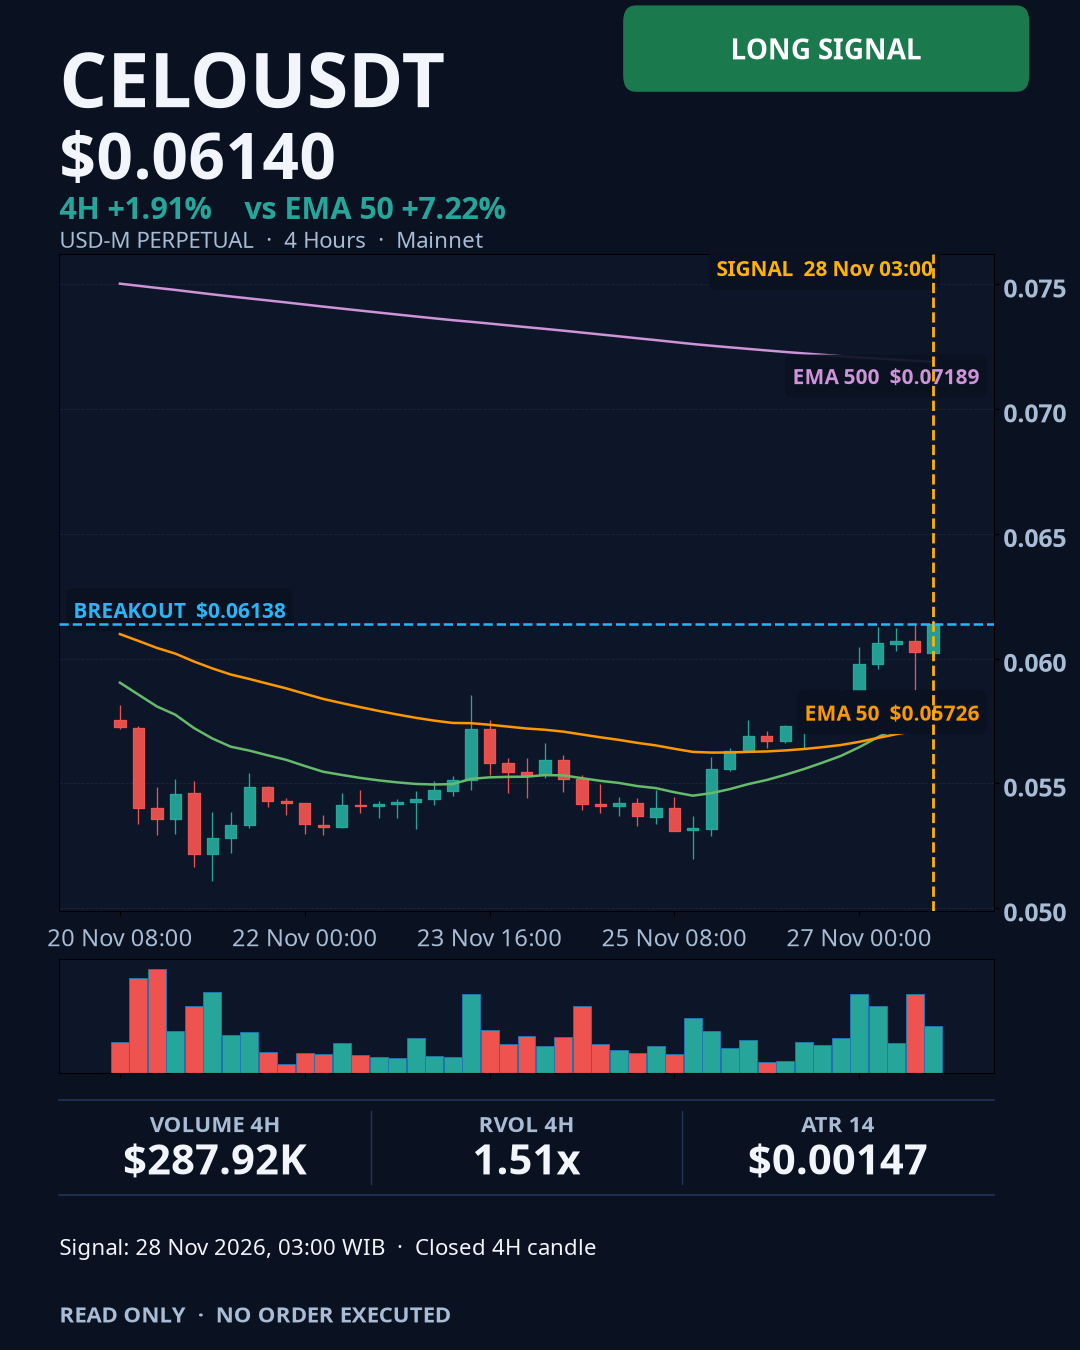 LONG SIGNAL
CELOUSDT
$0.06140
4H +1.91% vs EMA 50 +7.22%
USD-M PERPETUAL · 4 Hours · Mainnet
SIGNAL 28 Nov 03:00
0.075
EMA 500 $0.07189
0.070
0.065
BREAKOUT $0.06138
0.060
EMA 50 $0.05726
0.055
0.050
20 Nov 08:00 22 Nov 00:00 23 Nov 16:00 25 Nov 08:00 27 Nov 00:00
VOLUME 4H RVOL 4H ATR 14
$287.92K 1.51x $0.00147
Signal: 28 Nov 2026, 03:00 WIB · Closed 4H candle
READ ONLY · NO ORDER EXECUTED